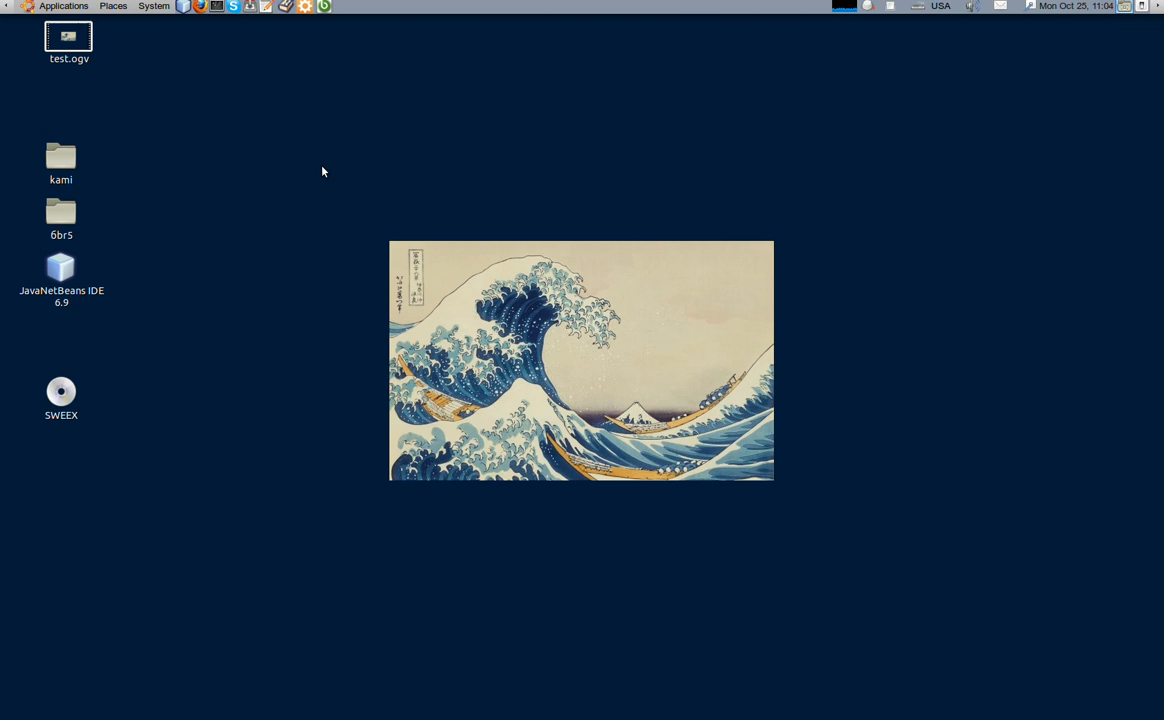 Applications Places System
USA
Mon Oct 25, 11:04
test.ogv
kami
6br5
JavaNetBeans IDE
6.9
SWEEX